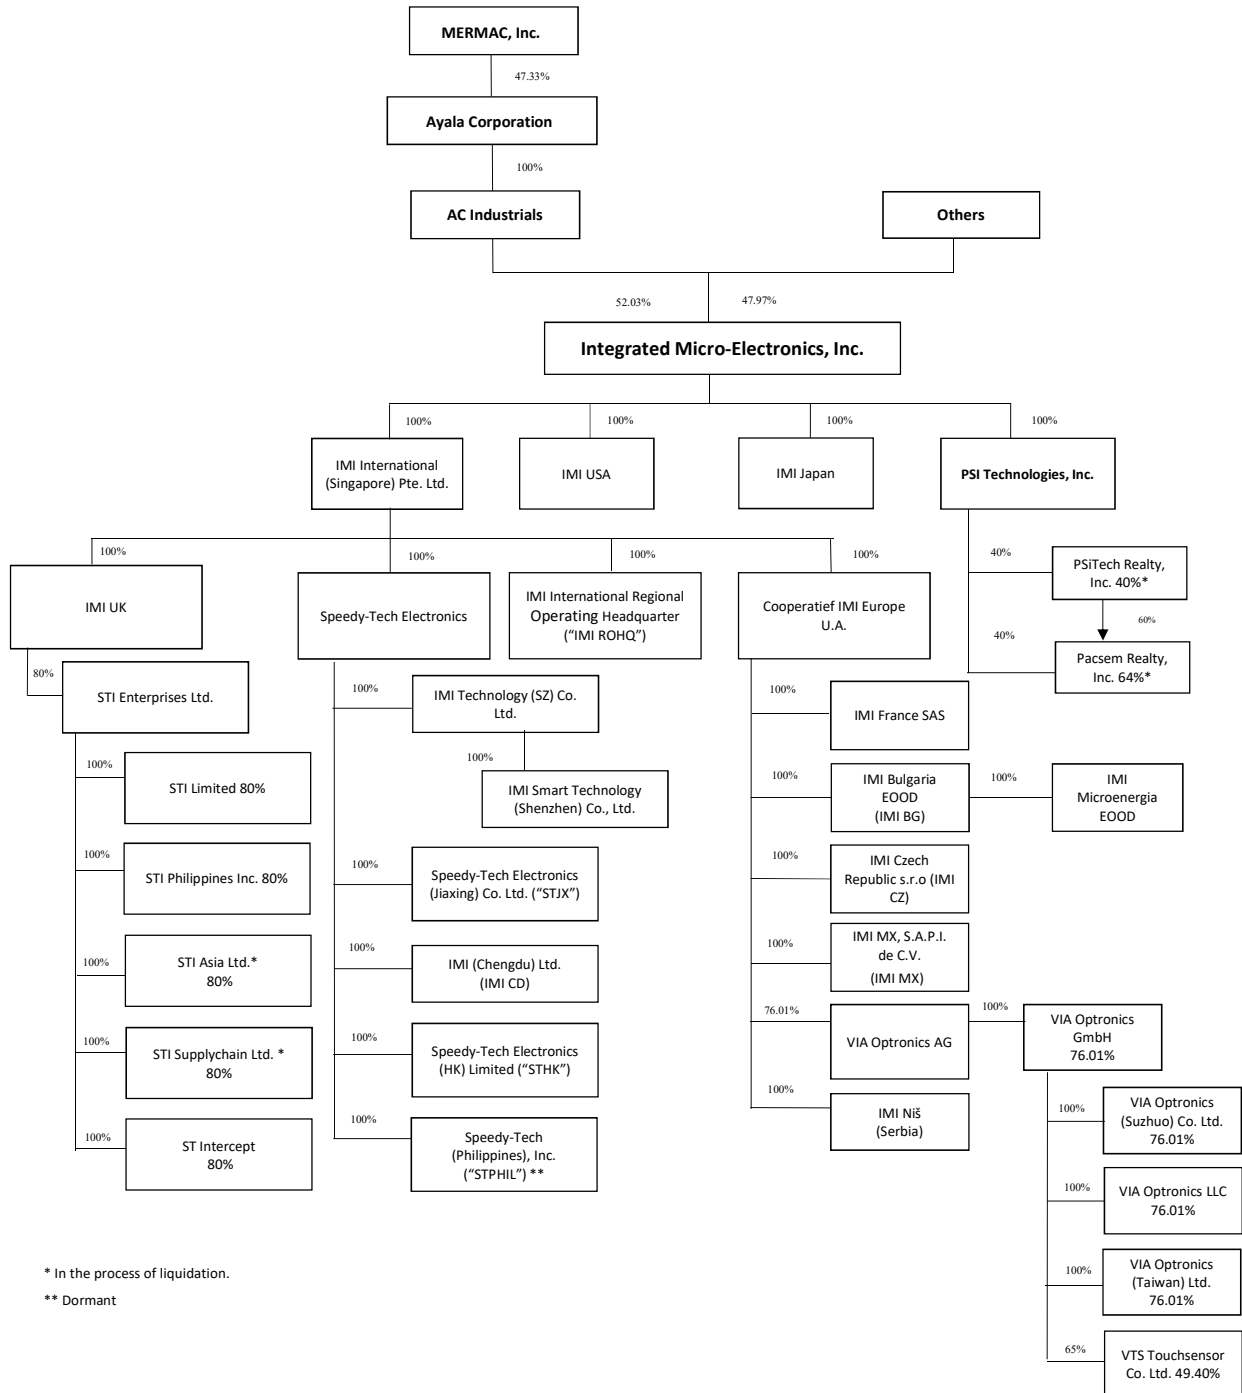 MERMAC, Inc.
47.33%
Ayala Corporation
100%
AC Industrials
Others
52.03%
47.97%
Integrated Micro-Electronics, Inc.
100%
100%
100%
100%
IMI International
(Singapore) Pte. Ltd.
IMI USA
IMI Japan
PSI Technologies, Inc.
100%
100%
100%
100%
40%
PSiTech Realty,
Inc. 40%*
60%
40%
Pacsem Realty,
Inc. 64%*
IMI UK
Speedy-Tech Electronics
IMI International Regional
Operating Headquarter
(“IMI ROHQ”)
Cooperatief IMI Europe
U.A.
80%
STI Enterprises Ltd.
100%
STI Limited 80%
100%
STI Philippines Inc. 80%
100%
STI Asia Ltd.*
80%
100%
STI Supplychain Ltd. *
80%
100%
ST Intercept
80%
100%
IMI Technology (SZ) Co.
Ltd.
100%
IMI Smart Technology
(Shenzhen) Co., Ltd.
100%
Speedy-Tech Electronics
(Jiaxing) Co. Ltd. (“STJX”)
100%
IMI (Chengdu) Ltd.
(IMI CD)
100%
Speedy-Tech Electronics
(HK) Limited (“STHK”)
100%
Speedy-Tech
(Philippines), Inc.
(“STPHIL”) **
100%
IMI France SAS
100%
IMI Bulgaria
EOOD
(IMI BG)
100%
IMI
Microenergia
EOOD
100%
IMI Czech
Republic s.r.o (IMI
CZ)
100%
IMI MX, S.A.P.I.
de C.V.
(IMI MX)
76.01%
VIA Optronics AG
100%
VIA Optronics
GmbH
76.01%
100%
IMI Niš
(Serbia)
100%
VIA Optronics
(Suzhuo) Co. Ltd.
76.01%
100%
VIA Optronics LLC
76.01%
100%
VIA Optronics
(Taiwan) Ltd.
76.01%
65%
VTS Touchsensor
Co. Ltd. 49.40%
* In the process of liquidation.
** Dormant